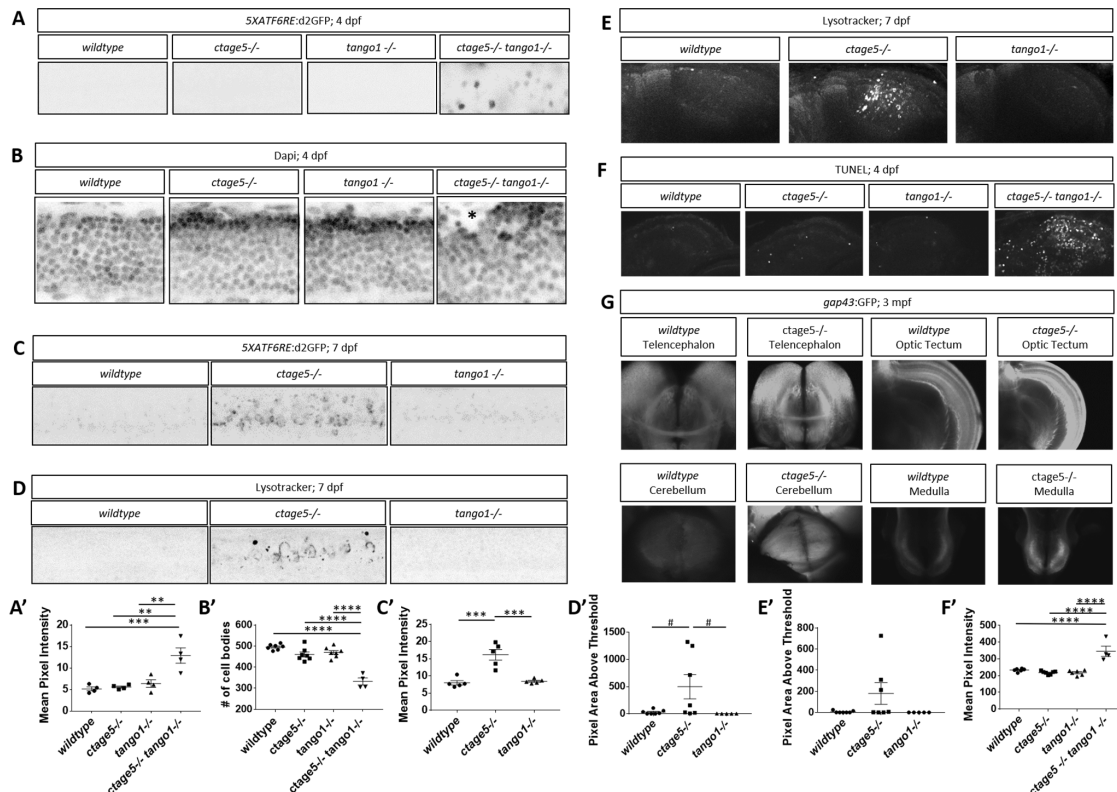 A
5XATF6RE:d2GFP; 4 dpf
wildtype
ctage5-/-
tango1 -/-
ctage5-/- tango1-/-
B
Dapi; 4 dpf
wildtype
ctage5-/-
tango1 -/-
ctage5-/- tango1-/-
*
C
5XATF6RE:d2GFP; 7 dpf
wildtype
ctage5-/-
tango1 -/-
D
Lysotracker; 7 dpf
wildtype
ctage5-/-
tango1-/-
E
Lysotracker; 7 dpf
wildtype
ctage5-/-
tango1-/-
F
TUNEL; 4 dpf
wildtype
ctage5-/-
tango1-/-
ctage5-/- tango1-/-
G
gap43:GFP; 3 mpf
wildtype
Telencephalon
ctage5-/-
Telencephalon
wildtype
Optic Tectum
ctage5-/-
Optic Tectum
wildtype
Cerebellum
ctage5-/-
Cerebellum
wildtype
Medulla
ctage5-/-
Medulla
A’
Mean Pixel Intensity
**
**
***
25
20
15
10
5
0
wildtype
ctage5-/-
tango1-/-
ctage5-/- tango1-/-
B’
# of cell bodies
****
****
****
600
500
400
300
200
wildtype
ctage5-/-
tango1-/-
ctage5-/- tango1-/-
C’
Mean Pixel Intensity
***
***
25
20
15
10
5
0
wildtype
ctage5-/-
tango1-/-
D’
Pixel Area Above Threshold
#
#
1500
1000
500
0
wildtype
ctage5-/-
tango1-/-
E’
Pixel Area Above Threshold
800
600
400
200
0
wildtype
ctage5-/-
tango1-/-
F’
Mean Pixel Intensity
****
****
****
500
400
300
200
100
0
wildtype
ctage5-/-
tango1 -/-
ctage5 -/- tango1 -/-